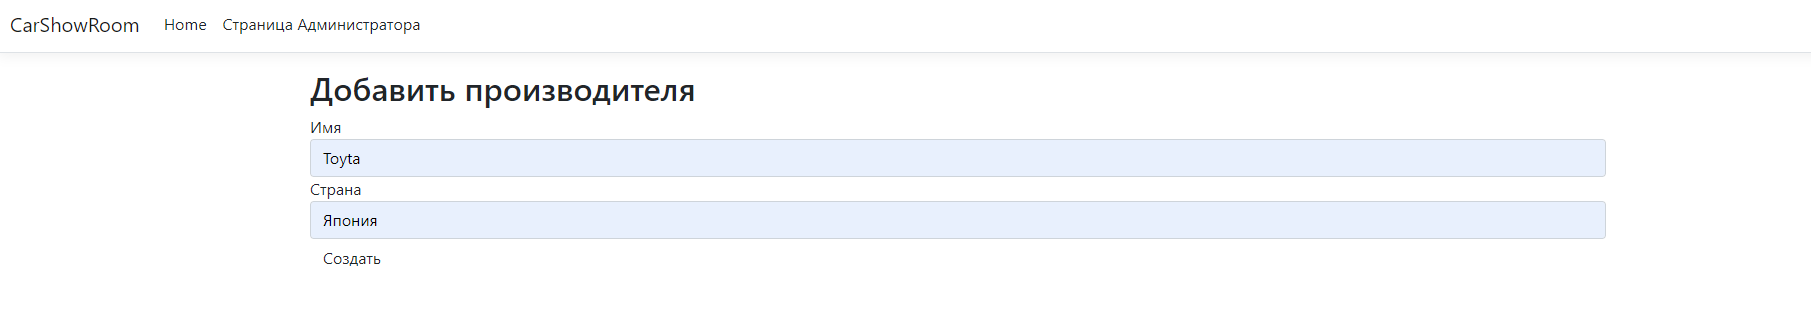 CarShowRoom Home Страница Администратора
Добавить производителя
Имя
Toyta
Страна
Япония
Создать